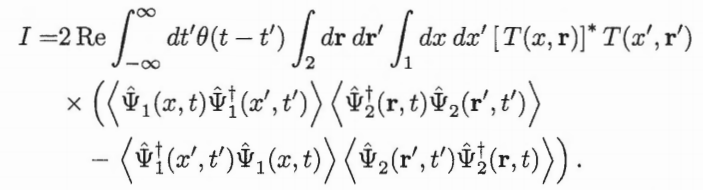 I =2 Re ∫_{-∞}^{∞} dt′θ(t − t′) ∫_2 d𝐫 d𝐫′ ∫_1 dx dx′ [T(x, 𝐫)]* T(x′, 𝐫′)
× (⟨Ψ̂_1(x, t)Ψ̂_1^†(x′, t′)⟩ ⟨Ψ̂_2^†(𝐫, t)Ψ̂_2(𝐫′, t′)⟩
− ⟨Ψ̂_1^†(x′, t′)Ψ̂_1(x, t)⟩ ⟨Ψ̂_2(𝐫′, t′)Ψ̂_2^†(𝐫, t)⟩) .